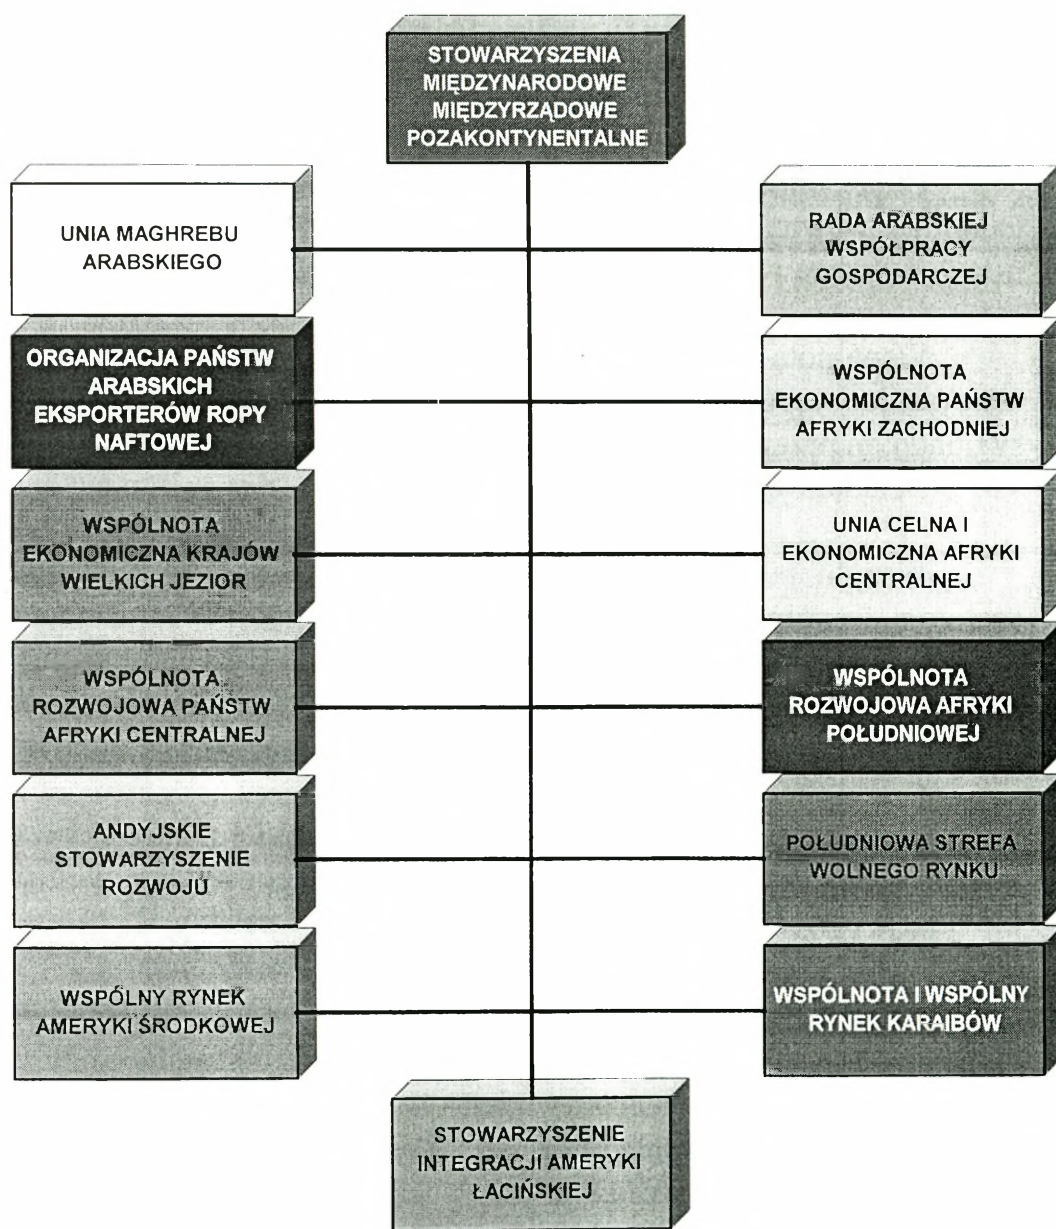 STOWARZYSZENIA
MIĘDZYNARODOWE
MIĘDZYRZĄDOWE
POZAKONTYNENTALNE
UNIA MAGHREBU
ARABSKIEGO
RADA ARABSKIEJ
WSPÓŁPRACY
GOSPODARCZEJ
ORGANIZACJA PAŃSTW
ARABSKICH
EKSPORTERÓW ROPY
NAFTOWEJ
WSPÓLNOTA
EKONOMICZNA PAŃSTW
AFRYKI ZACHODNIEJ
WSPÓLNOTA
EKONOMICZNA KRAJÓW
WIELKICH JEZIOR
UNIA CELNA I
EKONOMICZNA AFRYKI
CENTRALNEJ
WSPÓLNOTA
ROZWOJOWA PAŃSTW
AFRYKI CENTRALNEJ
WSPÓLNOTA
ROZWOJOWA AFRYKI
POŁUDNIOWEJ
ANDYJSKIE
STOWARZYSZENIE
ROZWOJU
POŁUDNIOWA STREFA
WOLNEGO RYNKU
WSPÓLNY RYNEK
AMERYKI ŚRODKOWEJ
WSPÓLNOTA I WSPÓLNY
RYNEK KARAIBÓW
STOWARZYSZENIE
INTEGRACJI AMERYKI
ŁACIŃSKIEJ